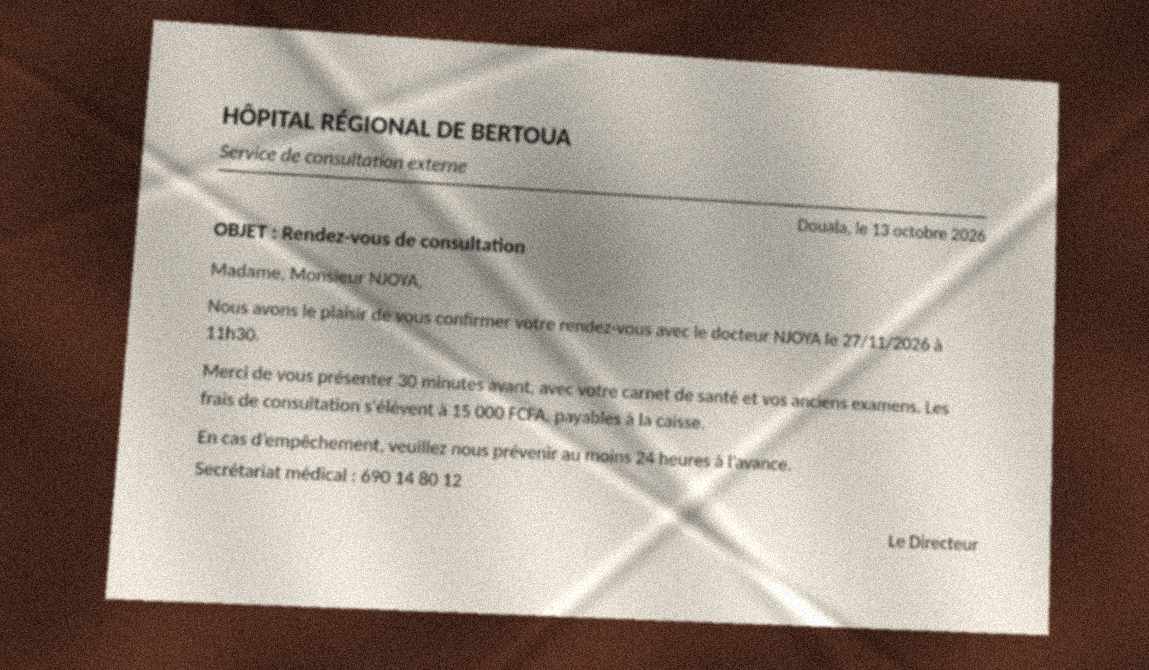 HÔPITAL RÉGIONAL DE BERTOUA
Service de consultation externe
Douala, le 13 octobre 2026
OBJET : Rendez-vous de consultation
Madame, Monsieur NJOYA,
Nous avons le plaisir de vous confirmer votre rendez-vous avec le docteur NJOYA le 27/11/2026 à
11h30.
Merci de vous présenter 30 minutes avant, avec votre carnet de santé et vos anciens examens. Les
frais de consultation s'élèvent à 15 000 FCFA, payables à la caisse.
En cas d'empêchement, veuillez nous prévenir au moins 24 heures à l'avance.
Secrétariat médical : 690 14 80 12
Le Directeur